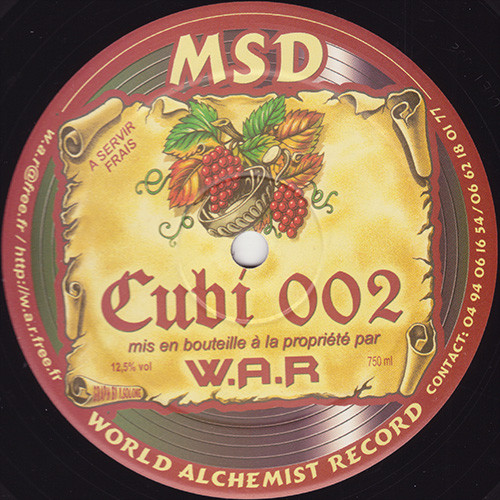 MSD
A SERVIR
FRAIS
Cubi 002
mis en bouteille à la propriété par
12,5% vol
W.A.R
750 ml
WORLD ALCHEMIST RECORD
CONTACT: 04 94 06 16 54/06 62 18 01 77
w.a.r@free.fr / http://w.a.r.free.fr